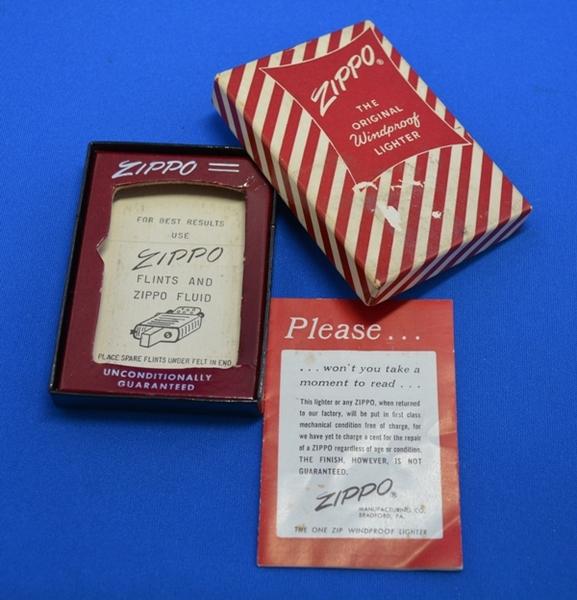 ZIPPO®
THE
ORIGINAL
Windproof
LIGHTER
ZIPPO
FOR BEST RESULTS
USE
ZIPPO
FLINTS AND
ZIPPO FLUID
PLACE SPARE FLINTS UNDER FELT IN END
UNCONDITIONALLY
GUARANTEED
Please...
...won't you take a
moment to read...
This lighter or any ZIPPO, when returned
to our factory, will be put in first class
mechanical condition free of charge, for
we have yet to charge a cent for the repair
of a ZIPPO regardless of age or condition.
THE FINISH, HOWEVER, IS NOT
GUARANTEED.
ZIPPO®
MANUFACTURING CO.
BRADFORD, PA.
THE ONE ZIP WINDPROOF LIGHTER